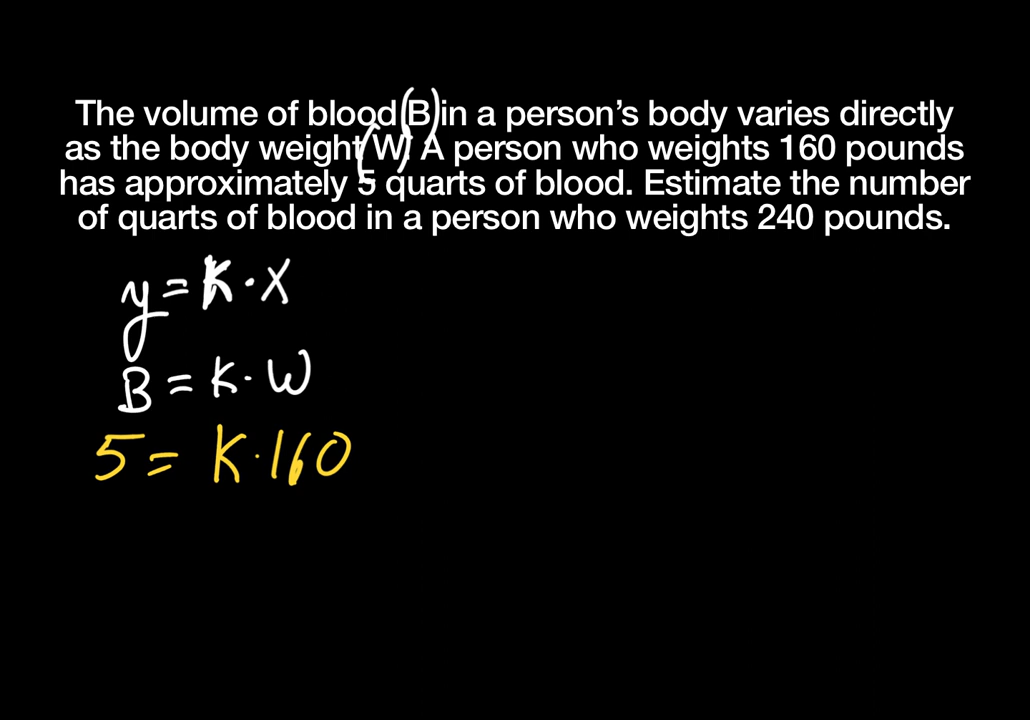 The volume of blood (B) in a person's body varies directly
as the body weight (W). A person who weights 160 pounds
has approximately 5 quarts of blood. Estimate the number
of quarts of blood in a person who weights 240 pounds.
y = K · X
B = K · W
5 = K · 160